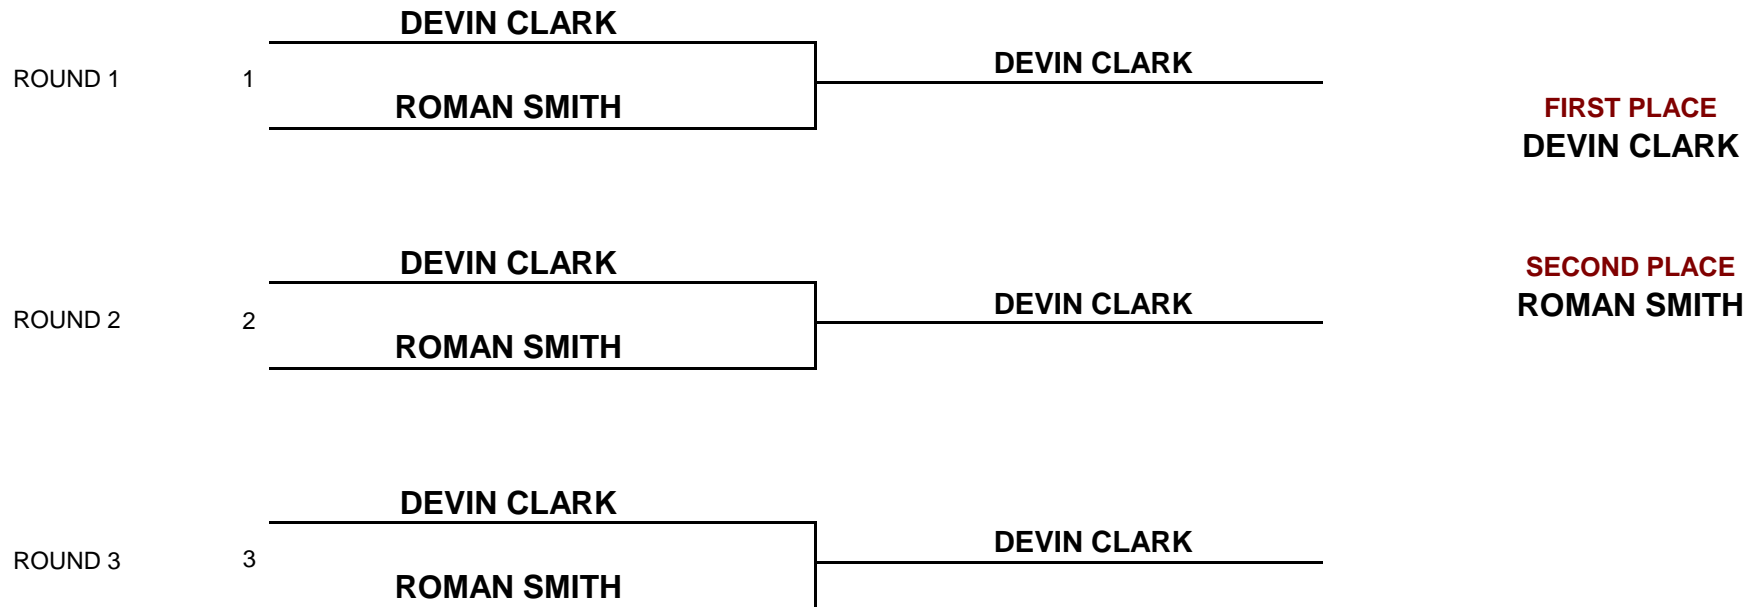 DEVIN CLARK
ROUND 1 1 DEVIN CLARK
ROMAN SMITH
FIRST PLACE
DEVIN CLARK
DEVIN CLARK
ROUND 2 2 DEVIN CLARK
ROMAN SMITH
SECOND PLACE
ROMAN SMITH
DEVIN CLARK
ROUND 3 3 DEVIN CLARK
ROMAN SMITH